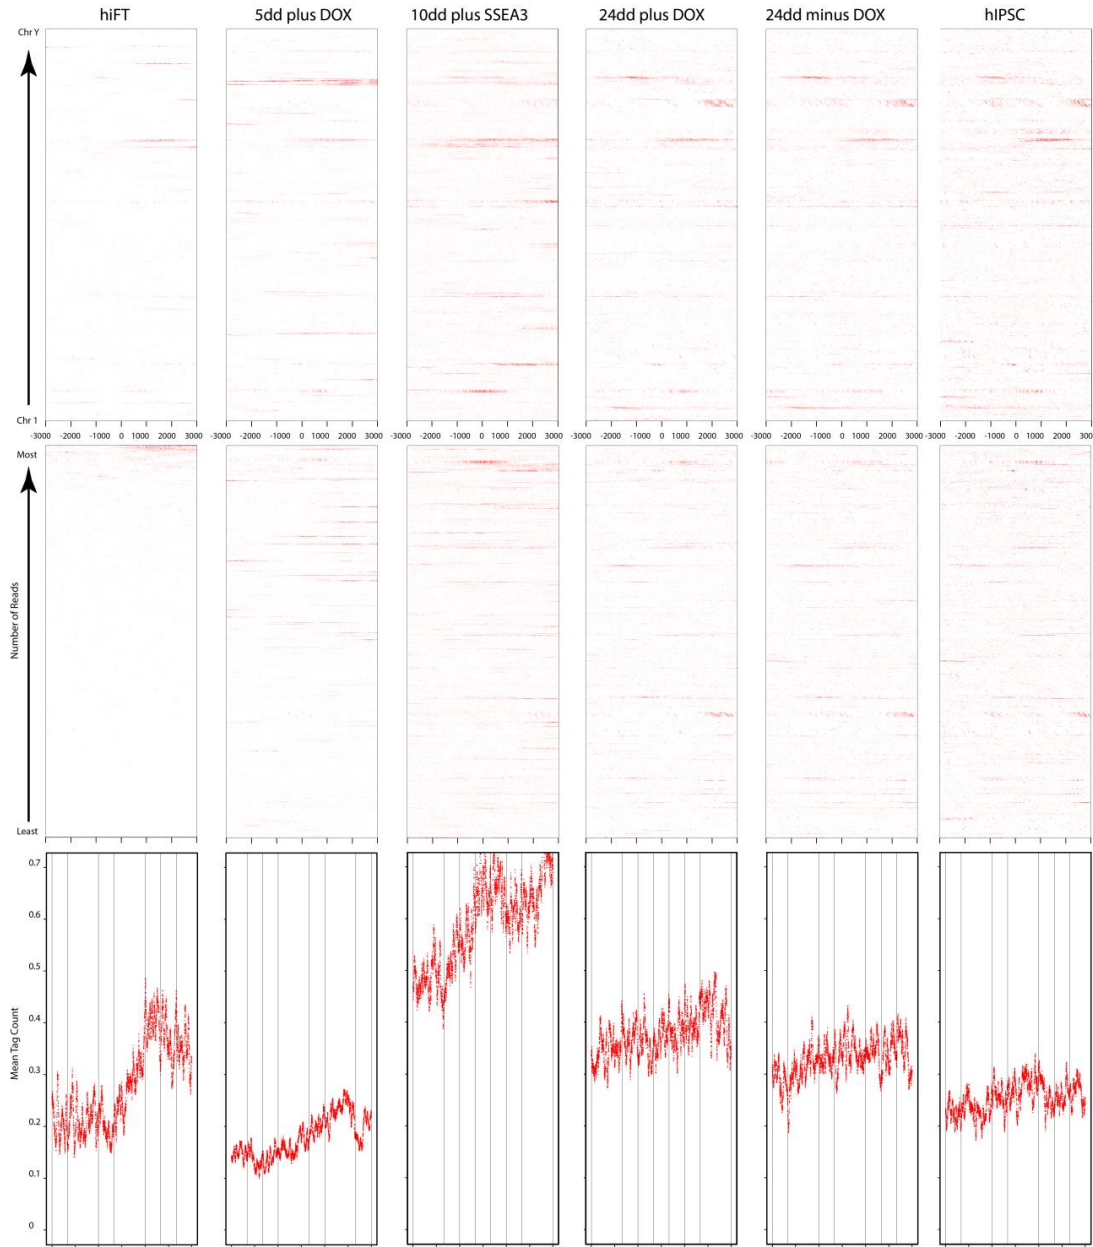 hiFT 5dd plus DOX 10dd plus SSEA3 24dd plus DOX 24dd minus DOX hIPSC
Chr Y
Chr 1
-3000 -2000 -1000 0 1000 2000 3000 -3000 -2000 -1000 0 1000 2000 3000 -3000 -2000 -1000 0 1000 2000 3000 -3000 -2000 -1000 0 1000 2000 3000 -3000 -2000 -1000 0 1000 2000 3000 -3000 -2000 -1000 0 1000 2000 3000
Most
Number of Reads
Least
0.7
0.6
0.5
0.4
Mean Tag Count
0.3
0.2
0.1
0